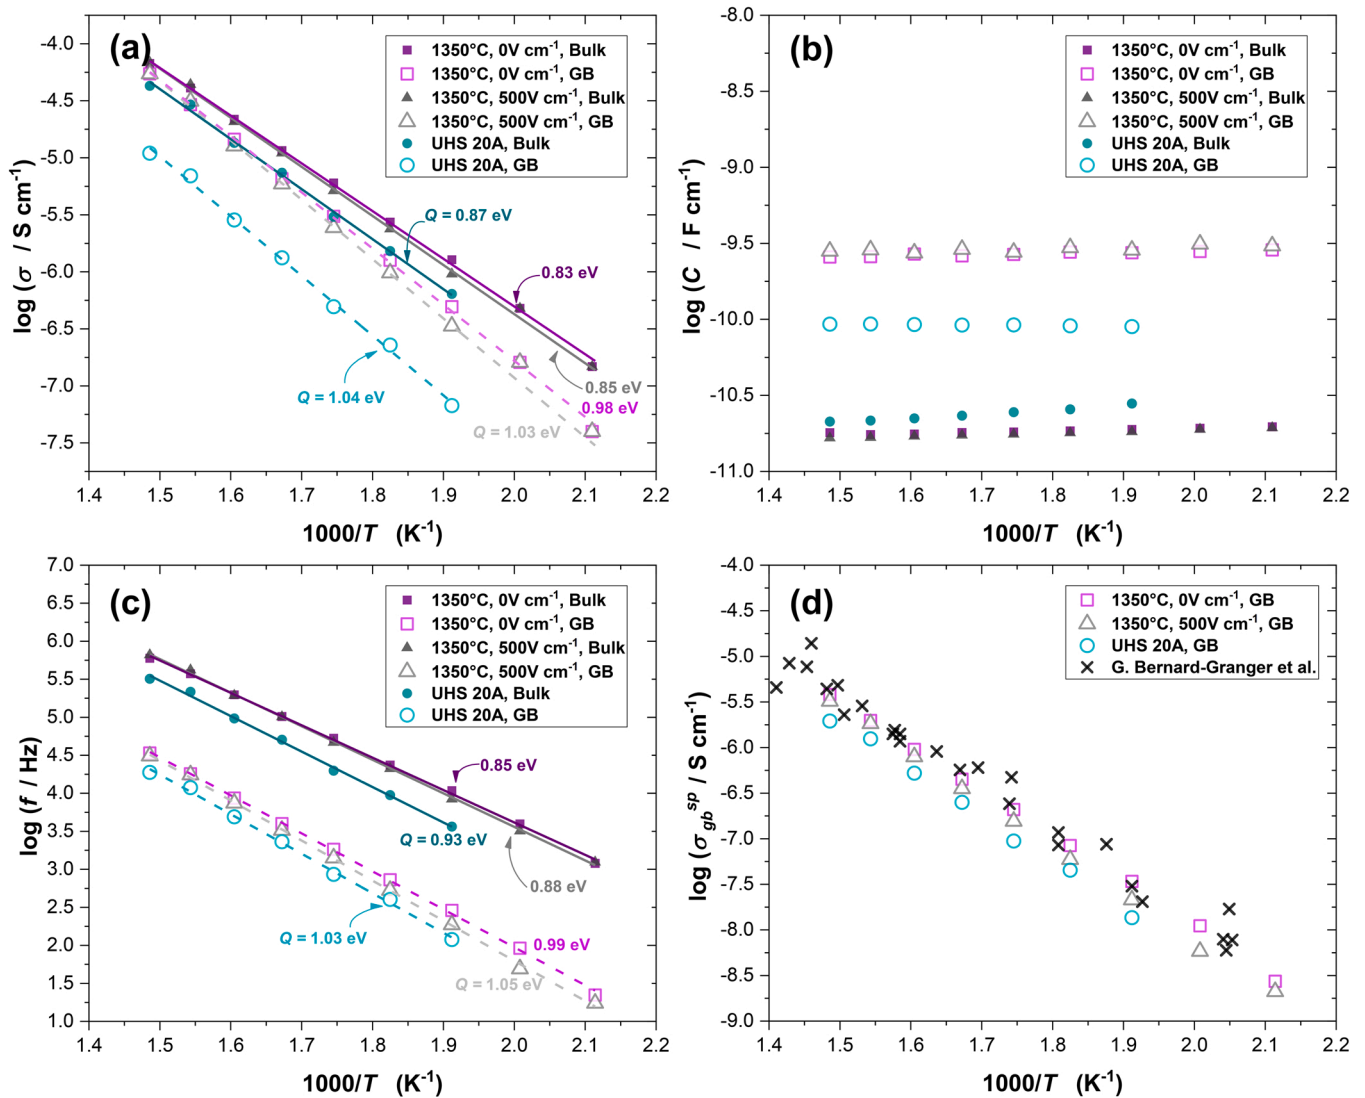 (a)
1350°C, 0V cm⁻¹, Bulk
1350°C, 0V cm⁻¹, GB
1350°C, 500V cm⁻¹, Bulk
1350°C, 500V cm⁻¹, GB
UHS 20A, Bulk
UHS 20A, GB
Q = 0.87 eV
0.83 eV
0.85 eV
0.98 eV
Q = 1.04 eV
Q = 1.03 eV
log (σ / S cm⁻¹)
-4.0
-4.5
-5.0
-5.5
-6.0
-6.5
-7.0
-7.5
1.4 1.5 1.6 1.7 1.8 1.9 2.0 2.1 2.2
1000/T (K⁻¹)
(b)
1350°C, 0V cm⁻¹, Bulk
1350°C, 0V cm⁻¹, GB
1350°C, 500V cm⁻¹, Bulk
1350°C, 500V cm⁻¹, GB
UHS 20A, Bulk
UHS 20A, GB
log (C / F cm⁻¹)
-8.0
-8.5
-9.0
-9.5
-10.0
-10.5
-11.0
1.4 1.5 1.6 1.7 1.8 1.9 2.0 2.1 2.2
1000/T (K⁻¹)
(c)
1350°C, 0V cm⁻¹, Bulk
1350°C, 0V cm⁻¹, GB
1350°C, 500V cm⁻¹, Bulk
1350°C, 500V cm⁻¹, GB
UHS 20A, Bulk
UHS 20A, GB
0.85 eV
Q = 0.93 eV
0.88 eV
Q = 1.03 eV
0.99 eV
Q = 1.05 eV
log (f / Hz)
7.0
6.5
6.0
5.5
5.0
4.5
4.0
3.5
3.0
2.5
2.0
1.5
1.0
1.4 1.5 1.6 1.7 1.8 1.9 2.0 2.1 2.2
1000/T (K⁻¹)
(d)
1350°C, 0V cm⁻¹, GB
1350°C, 500V cm⁻¹, GB
UHS 20A, GB
G. Bernard-Granger et al.
log (σ_gb^sp / S cm⁻¹)
-4.0
-4.5
-5.0
-5.5
-6.0
-6.5
-7.0
-7.5
-8.0
-8.5
-9.0
1.4 1.5 1.6 1.7 1.8 1.9 2.0 2.1 2.2
1000/T (K⁻¹)